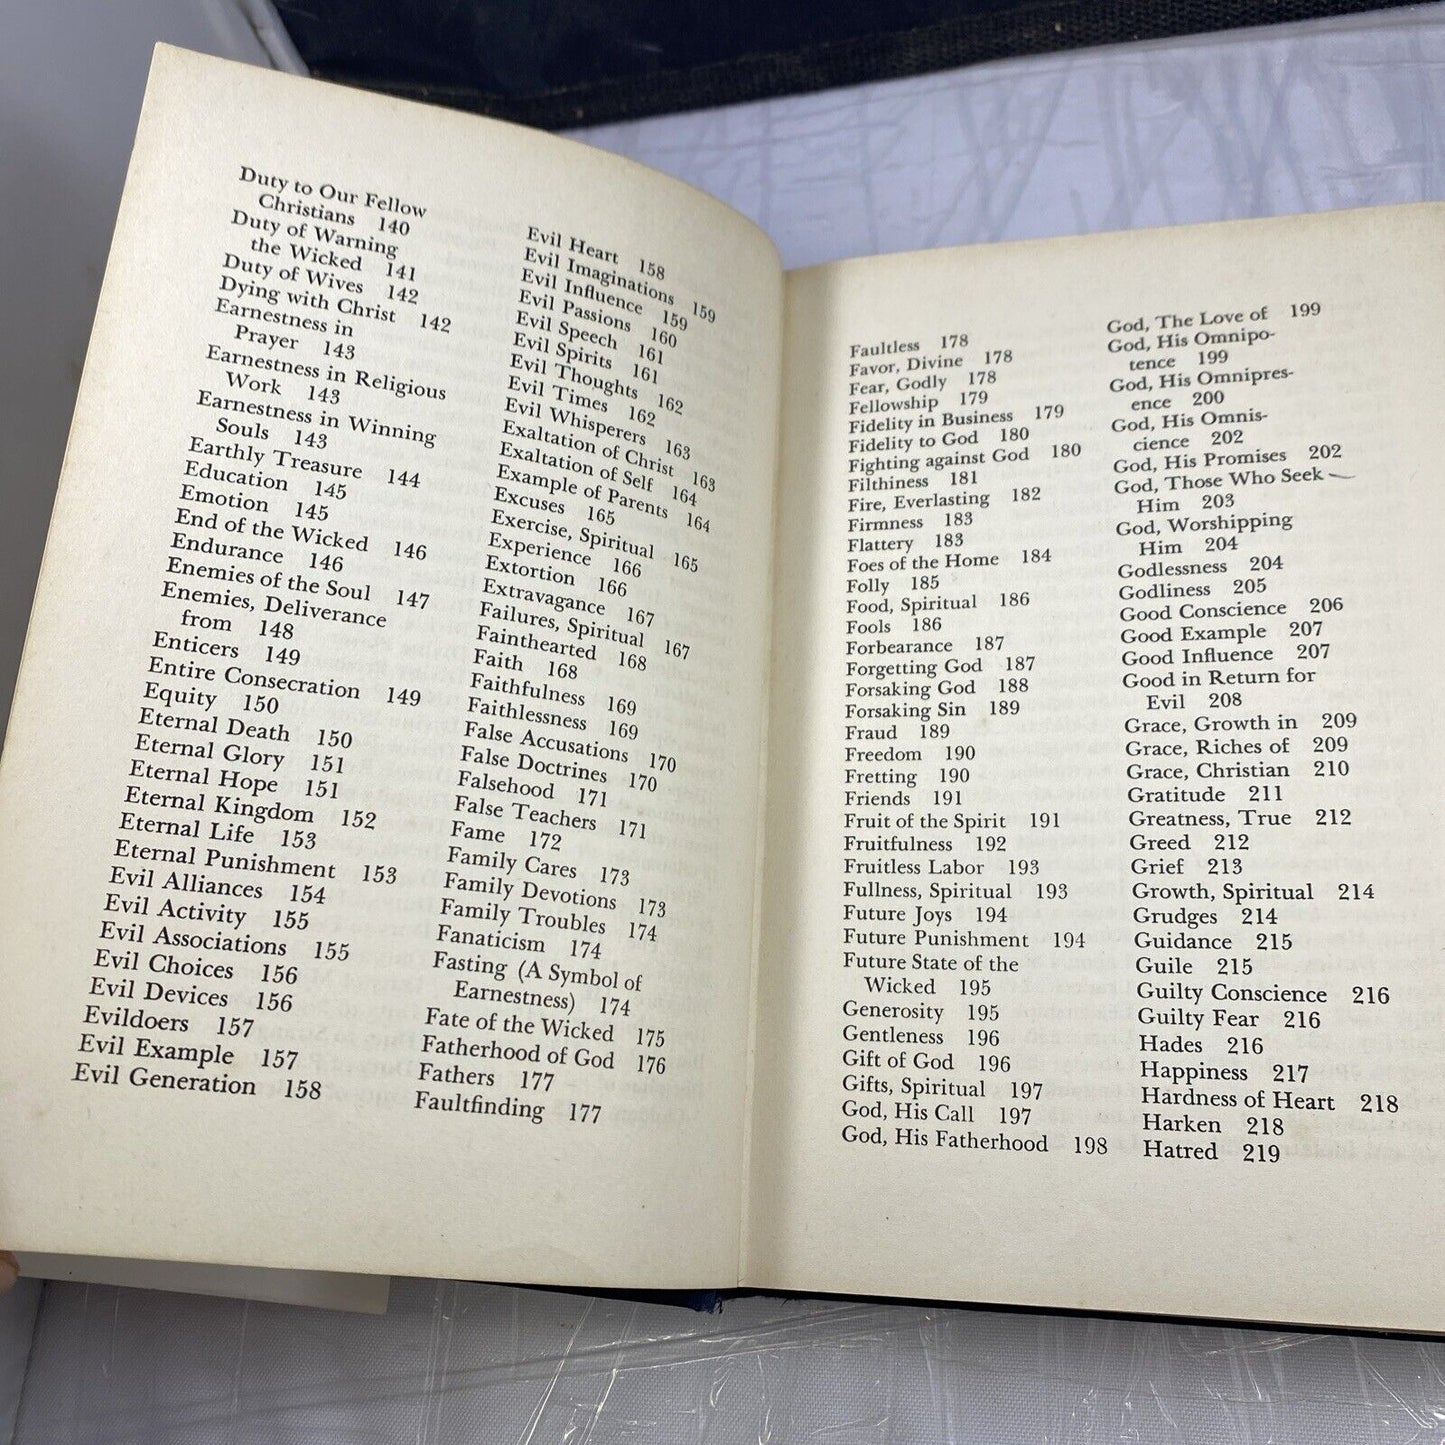 Duty to Our Fellow
Christians 140
Duty of Warning
the Wicked 141
Duty of Wives 142
Dying with Christ 142
Earnestness in
Prayer 143
Earnestness in Religious
Work 143
Earnestness in Winning
Souls 143
Earthly Treasure 144
Education 145
Emotion 145
End of the Wicked 146
Endurance 146
Enemies of the Soul 147
Enemies, Deliverance
from 148
Enticers 149
Entire Consecration 149
Equity 150
Eternal Death 150
Eternal Glory 151
Eternal Hope 151
Eternal Kingdom 152
Eternal Life 153
Eternal Punishment 153
Evil Alliances 154
Evil Activity 155
Evil Associations 155
Evil Choices 156
Evil Devices 156
Evildoers 157
Evil Example 157
Evil Generation 158
Evil Heart 158
Evil Imaginations 159
Evil Influence 159
Evil Passions 160
Evil Speech 161
Evil Spirits 161
Evil Thoughts 162
Evil Times 162
Evil Whisperers 163
Exaltation of Christ 163
Exaltation of Self 164
Example of Parents 164
Excuses 165
Exercise, Spiritual 165
Experience 166
Extortion 166
Extravagance 167
Failures, Spiritual 167
Fainthearted 168
Faith 168
Faithfulness 169
Faithlessness 169
False Accusations 170
False Doctrines 170
Falsehood 171
False Teachers 171
Fame 172
Family Cares 173
Family Devotions 173
Family Troubles 174
Fanaticism 174
Fasting (A Symbol of
Earnestness) 174
Fate of the Wicked 175
Fatherhood of God 176
Fathers 177
Faultfinding 177
Faultless 178
Favor, Divine 178
Fear, Godly 178
Fellowship 179
Fidelity in Business 179
Fidelity to God 180
Fighting against God 180
Filthiness 181
Fire, Everlasting 182
Firmness 183
Flattery 183
Foes of the Home 184
Folly 185
Food, Spiritual 186
Fools 186
Forbearance 187
Forgetting God 187
Forsaking God 188
Forsaking Sin 189
Fraud 189
Freedom 190
Fretting 190
Friends 191
Fruit of the Spirit 191
Fruitfulness 192
Fruitless Labor 193
Fullness, Spiritual 193
Future Joys 194
Future Punishment 194
Future State of the
Wicked 195
Generosity 195
Gentleness 196
Gift of God 196
Gifts, Spiritual 197
God, His Call 197
God, His Fatherhood 198
God, The Love of 199
God, His Omnipo-
tence 199
God, His Omnipres-
ence 200
God, His Omnis-
cience 202
God, His Promises 202
God, Those Who Seek
Him 203
God, Worshipping
Him 204
Godlessness 204
Godliness 205
Good Conscience 206
Good Example 207
Good Influence 207
Good in Return for
Evil 208
Grace, Growth in 209
Grace, Riches of 209
Grace, Christian 210
Gratitude 211
Greatness, True 212
Greed 212
Grief 213
Growth, Spiritual 214
Grudges 214
Guidance 215
Guile 215
Guilty Conscience 216
Guilty Fear 216
Hades 216
Happiness 217
Hardness of Heart 218
Harken 218
Hatred 219